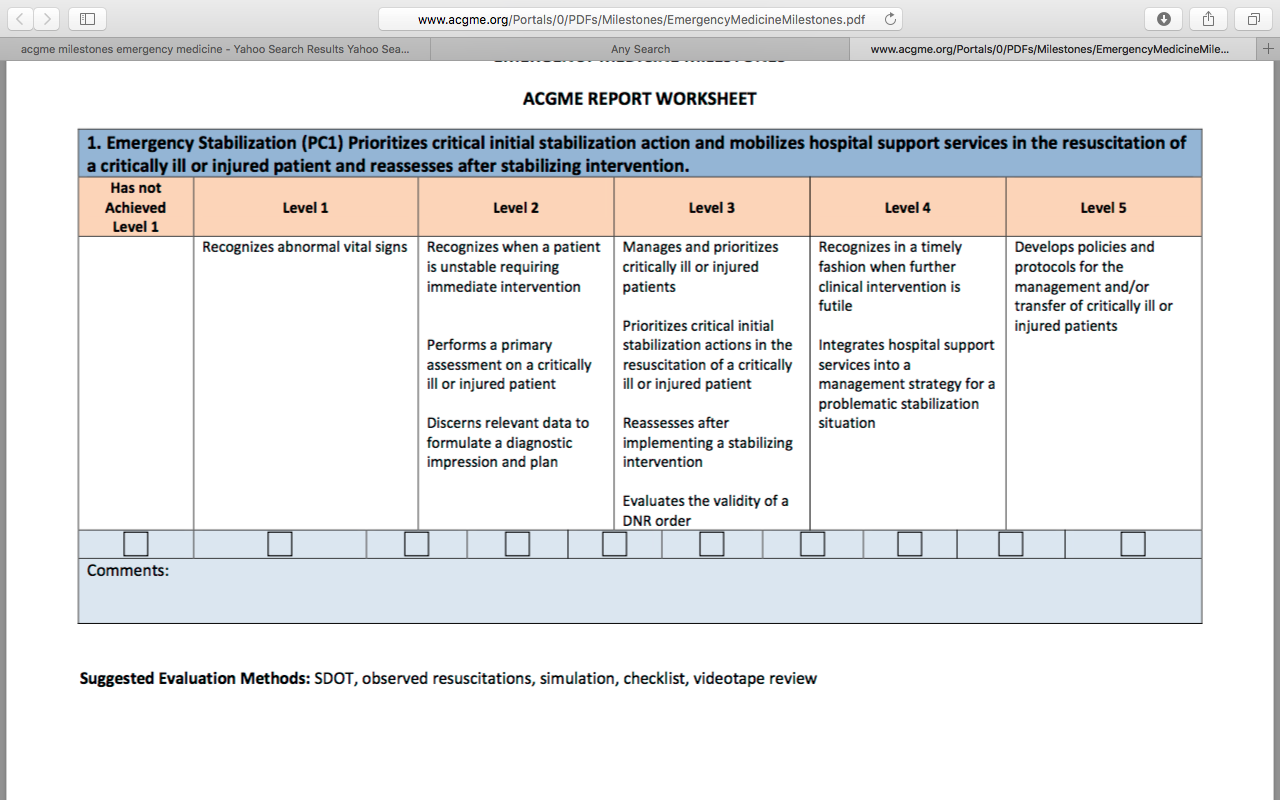 www.acgme.org/Portals/0/PDFs/Milestones/EmergencyMedicineMilestones.pdf
acgme milestones emergency medicine - Yahoo Search Results Yahoo Sea...
Any Search
www.acgme.org/Portals/0/PDFs/Milestones/EmergencyMedicineMile...
ACGME REPORT WORKSHEET
1. Emergency Stabilization (PC1) Prioritizes critical initial stabilization action and mobilizes hospital support services in the resuscitation of
a critically ill or injured patient and reassesses after stabilizing intervention.
Has not
Achieved
Level 1
Level 1
Level 2
Level 3
Level 4
Level 5
Recognizes abnormal vital signs
Recognizes when a patient
is unstable requiring
immediate intervention
Performs a primary
assessment on a critically
ill or injured patient
Discerns relevant data to
formulate a diagnostic
impression and plan
Manages and prioritizes
critically ill or injured
patients
Prioritizes critical initial
stabilization actions in the
resuscitation of a critically
ill or injured patient
Reassesses after
implementing a stabilizing
intervention
Evaluates the validity of a
DNR order
Recognizes in a timely
fashion when further
clinical intervention is
futile
Integrates hospital support
services into a
management strategy for a
problematic stabilization
situation
Develops policies and
protocols for the
management and/or
transfer of critically ill or
injured patients
Comments:
Suggested Evaluation Methods: SDOT, observed resuscitations, simulation, checklist, videotape review